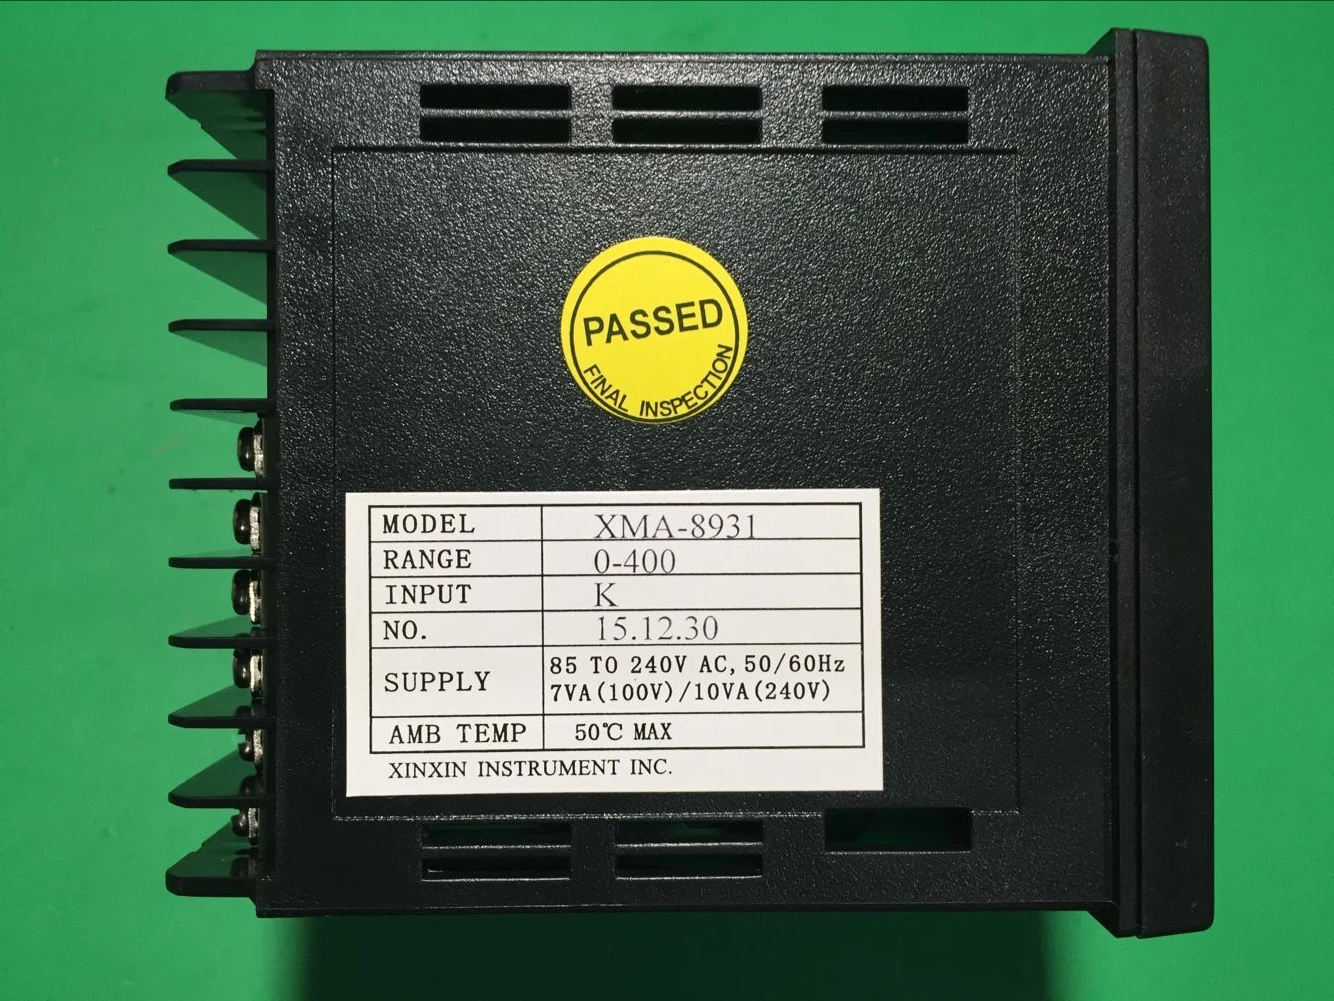 PASSED
FINAL INSPECTION
MODEL XMA-8931
RANGE 0-400
INPUT K
NO. 15.12.30
SUPPLY 85 TO 240V AC, 50/60Hz
7VA(100V)/10VA(240V)
AMB TEMP 50℃ MAX
XINXIN INSTRUMENT INC.